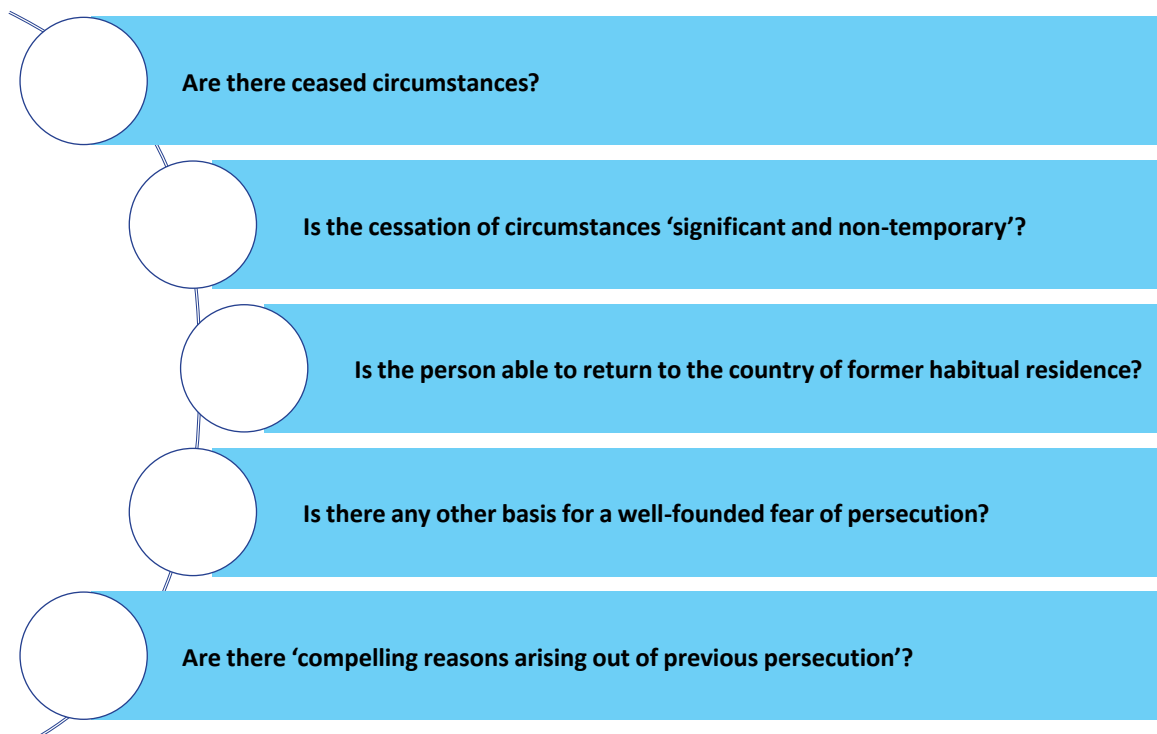 Are there ceased circumstances?
Is the cessation of circumstances ‘significant and non-temporary’?
Is the person able to return to the country of former habitual residence?
Is there any other basis for a well-founded fear of persecution?
Are there ‘compelling reasons arising out of previous persecution’?